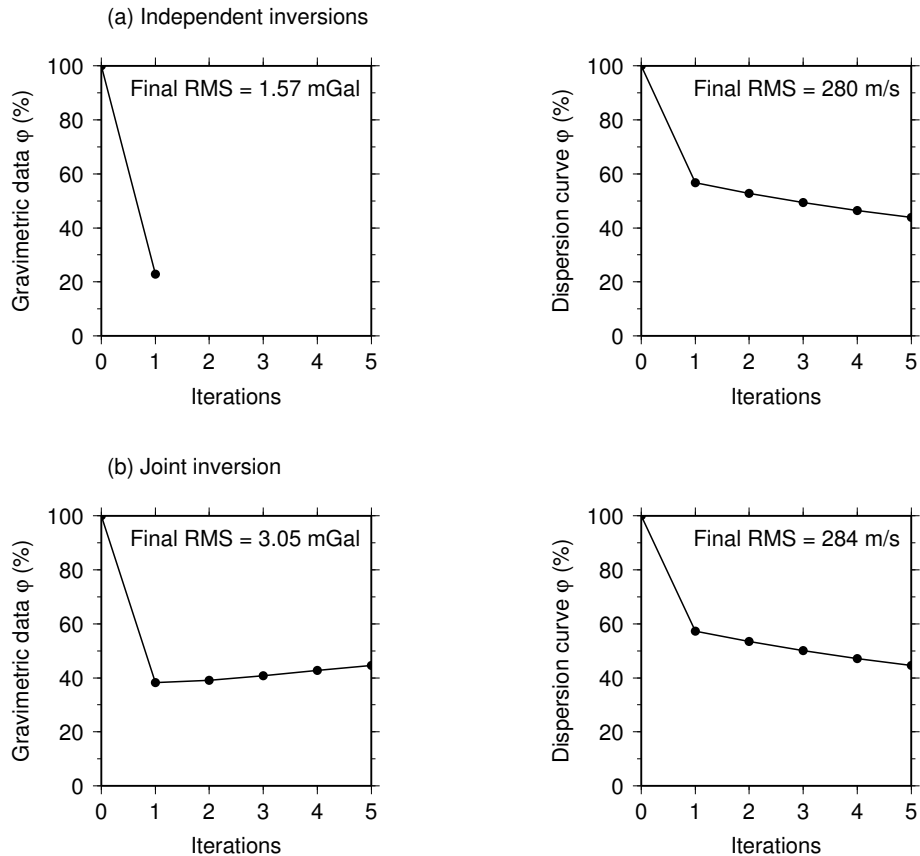 (a) Independent inversions
Gravimetric data φ (%)
100
80
60
40
20
0
Final RMS = 1.57 mGal
0 1 2 3 4 5
Iterations
Dispersion curve φ (%)
100
80
60
40
20
0
Final RMS = 280 m/s
0 1 2 3 4 5
Iterations
(b) Joint inversion
Gravimetric data φ (%)
100
80
60
40
20
0
Final RMS = 3.05 mGal
0 1 2 3 4 5
Iterations
Dispersion curve φ (%)
100
80
60
40
20
0
Final RMS = 284 m/s
0 1 2 3 4 5
Iterations